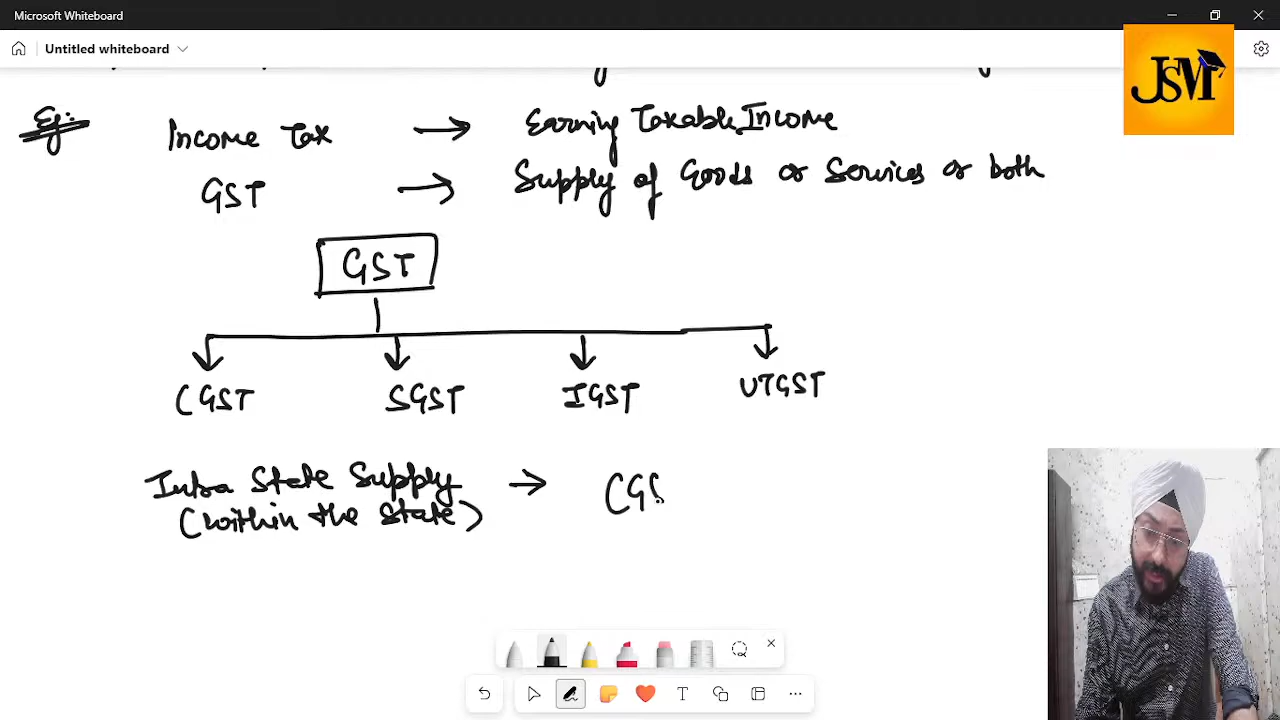 Microsoft Whiteboard
Untitled whiteboard
JSM
Eg:-
Income Tax → Earning Taxable Income
GST → Supply of Goods or Services or both
GST
CGST SGST IGST UTGST
Intra State Supply → CGS
(within the State)